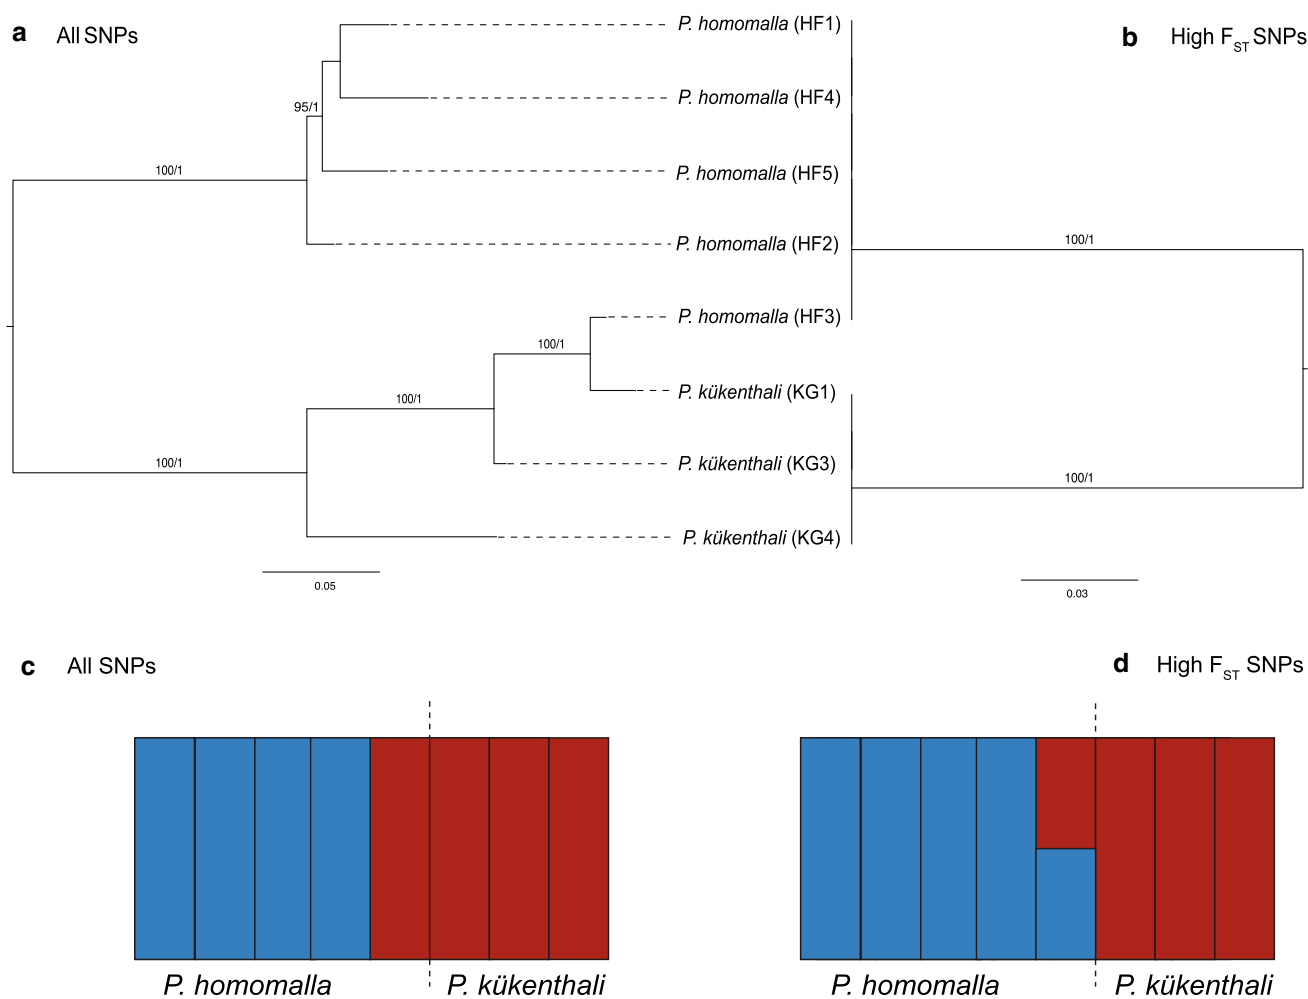 a All SNPs
b High FST SNPs
P. homomalla (HF1)
P. homomalla (HF4)
95/1
100/1
P. homomalla (HF5)
P. homomalla (HF2)
100/1
P. homomalla (HF3)
100/1
P. kükenthali (KG1)
100/1
100/1
P. kükenthali (KG3)
100/1
P. kükenthali (KG4)
0.05
0.03
c All SNPs
d High FST SNPs
P. homomalla
P. kükenthali
P. homomalla
P. kükenthali